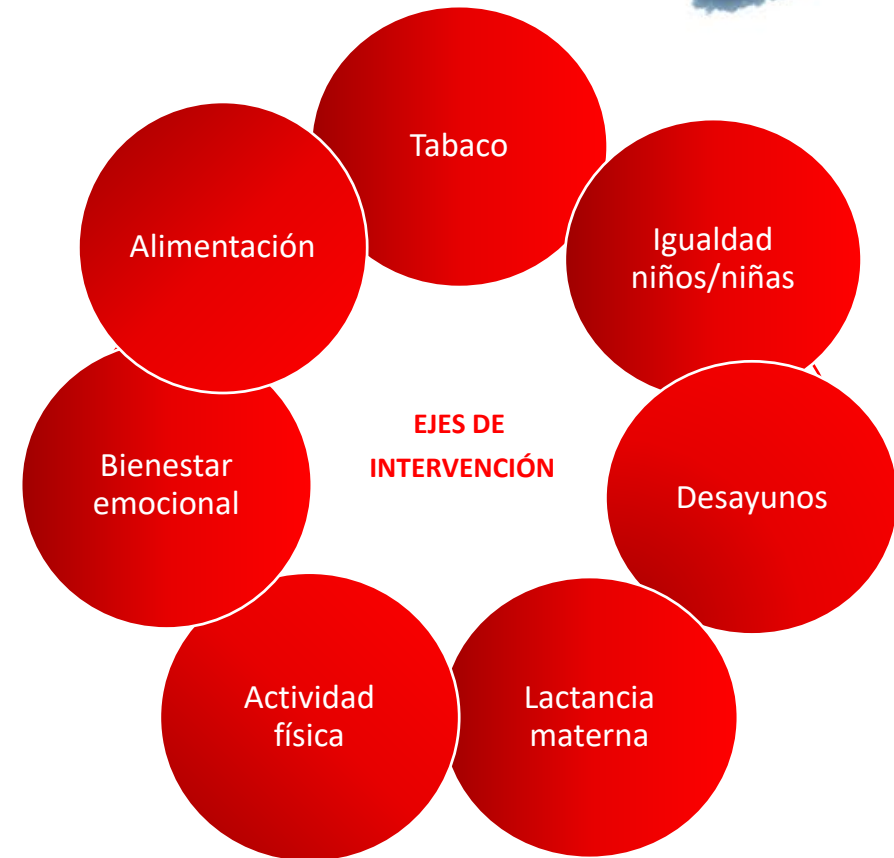 Tabaco
Igualdad
niños/niñas
Desayunos
Lactancia
materna
Actividad
física
Bienestar
emocional
Alimentación
EJES DE
INTERVENCIÓN